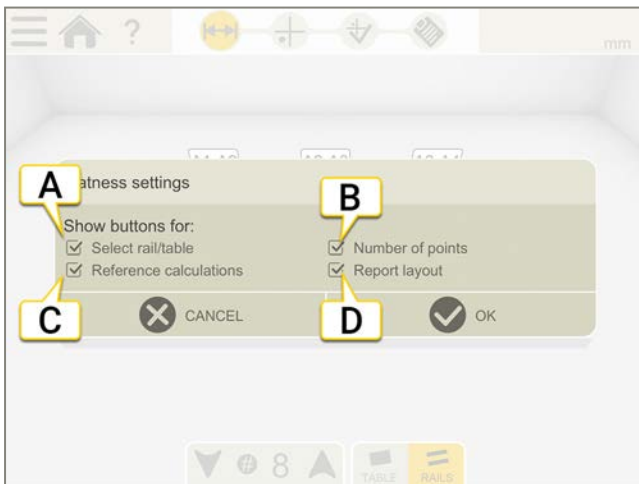 ?
mm
A
atness settings
B
Show buttons for:
Select rail/table
Number of points
Reference calculations
Report layout
C
CANCEL
D
OK
# 8
TABLE
RAILS